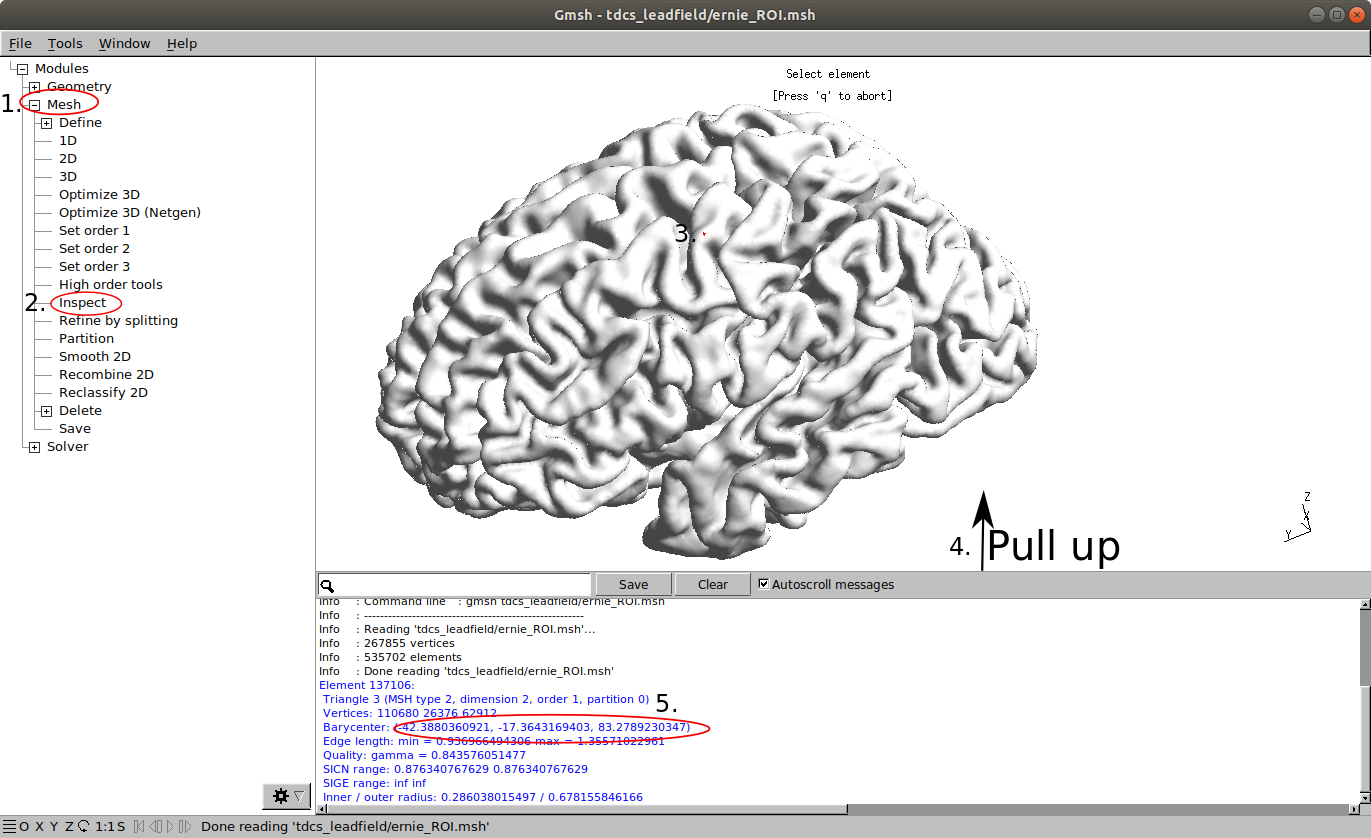 Gmsh - tdcs_leadfield/ernie_ROI.msh
File Tools Window Help
Modules
Geometry
1. Mesh
Define
1D
2D
3D
Optimize 3D
Optimize 3D (Netgen)
Set order 1
Set order 2
Set order 3
High order tools
2. Inspect
Refine by splitting
Partition
Smooth 2D
Recombine 2D
Reclassify 2D
Delete
Save
Solver
Select element
[Press 'q' to abort]
3.
4. Pull up
Z
X
Y
Save Clear Autoscroll messages
Info : Command line : gmsh tdcs_leadfield/ernie_ROI.msh
Info : -------------------------------------------------------
Info : Reading 'tdcs_leadfield/ernie_ROI.msh'...
Info : 267855 vertices
Info : 535702 elements
Info : Done reading 'tdcs_leadfield/ernie_ROI.msh'
Element 137106:
Triangle 3 (MSH type 2, dimension 2, order 1, partition 0) 5.
Vertices: 110680 26376 62912
Barycenter: (-42.3880360921, -17.3643169403, 83.2789230347)
Edge length: min = 0.936966494306 max = 1.35571022961
Quality: gamma = 0.843576051477
SICN range: 0.876340767629 0.876340767629
SIGE range: inf inf
Inner / outer radius: 0.286038015497 / 0.678155846166
O X Y Z 1:1 S Done reading 'tdcs_leadfield/ernie_ROI.msh'